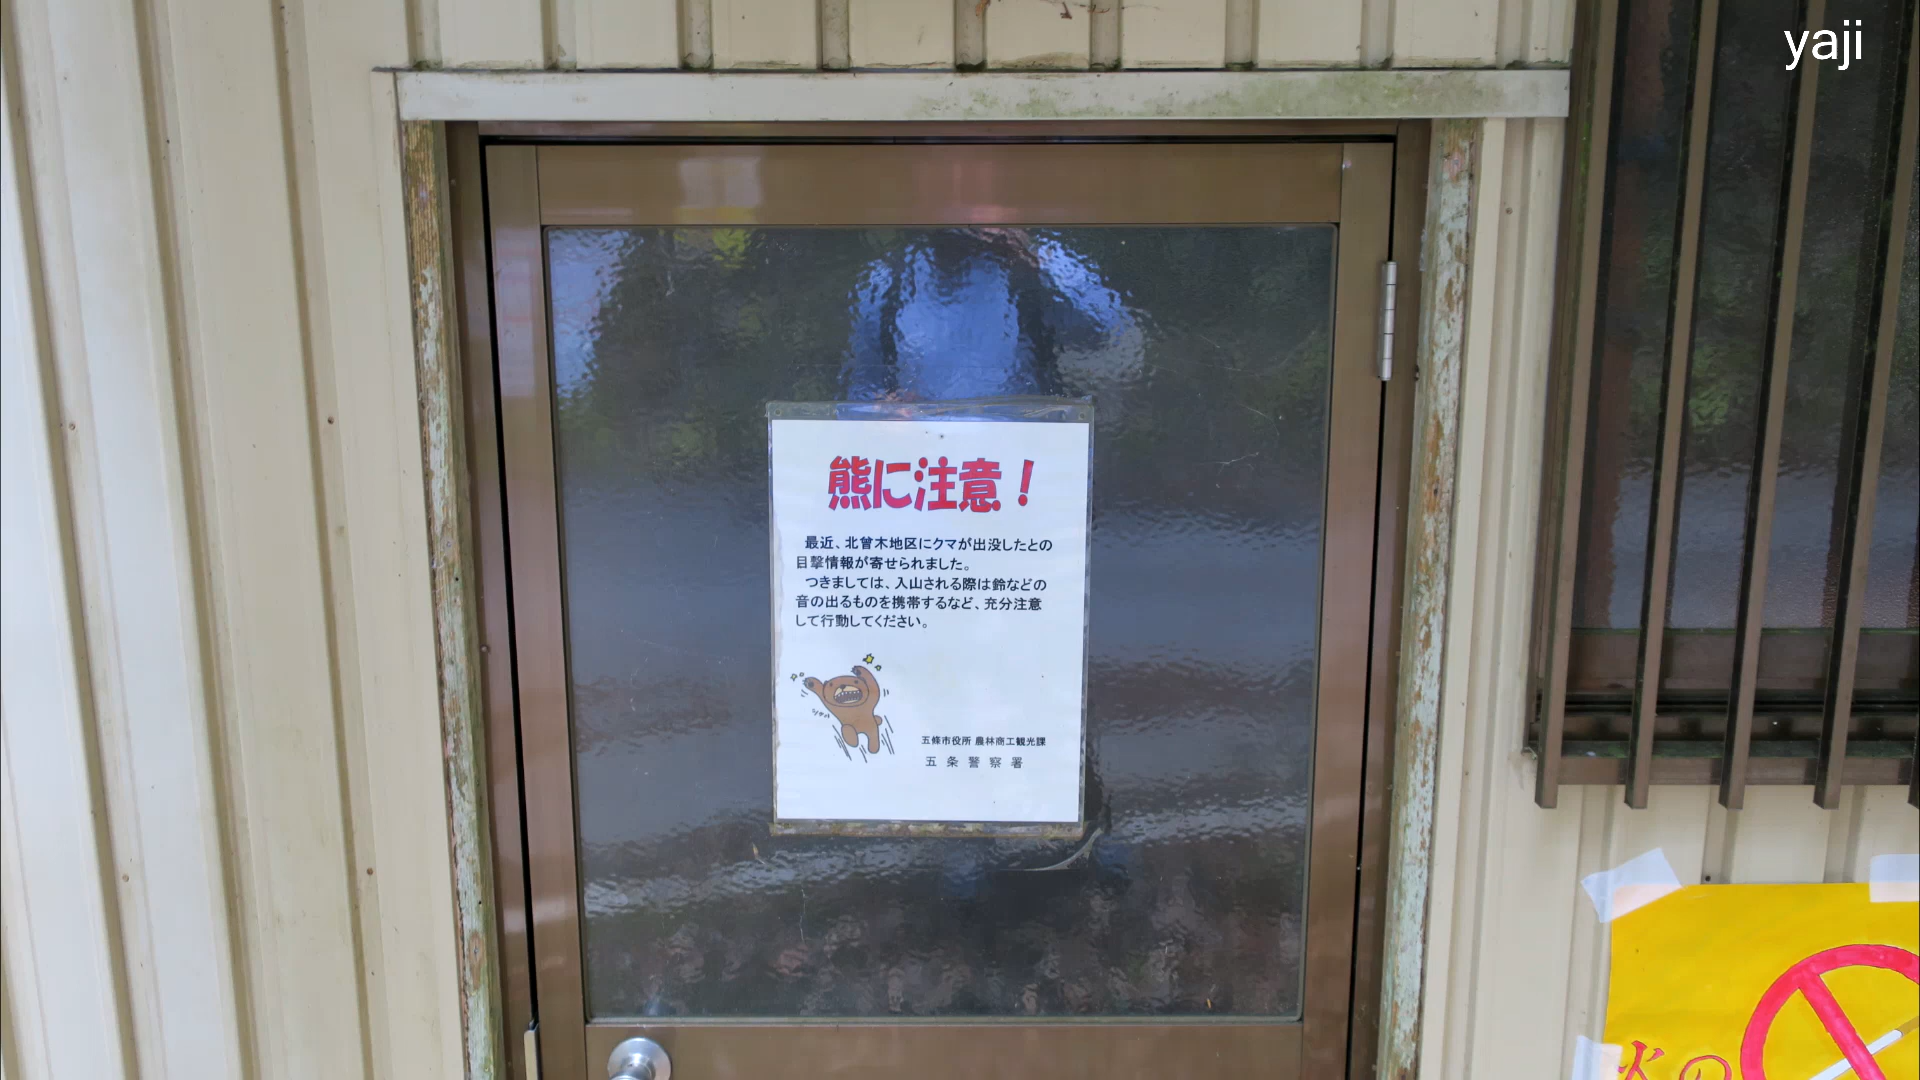 yaji
熊に注意！
最近、北曽木地区にクマが出没したとの
目撃情報が寄せられました。
つきましては、入山される際は鈴などの
音の出るものを携帯するなど、充分注意
して行動してください。
五條市役所 農林商工観光課
五条警察署
火の